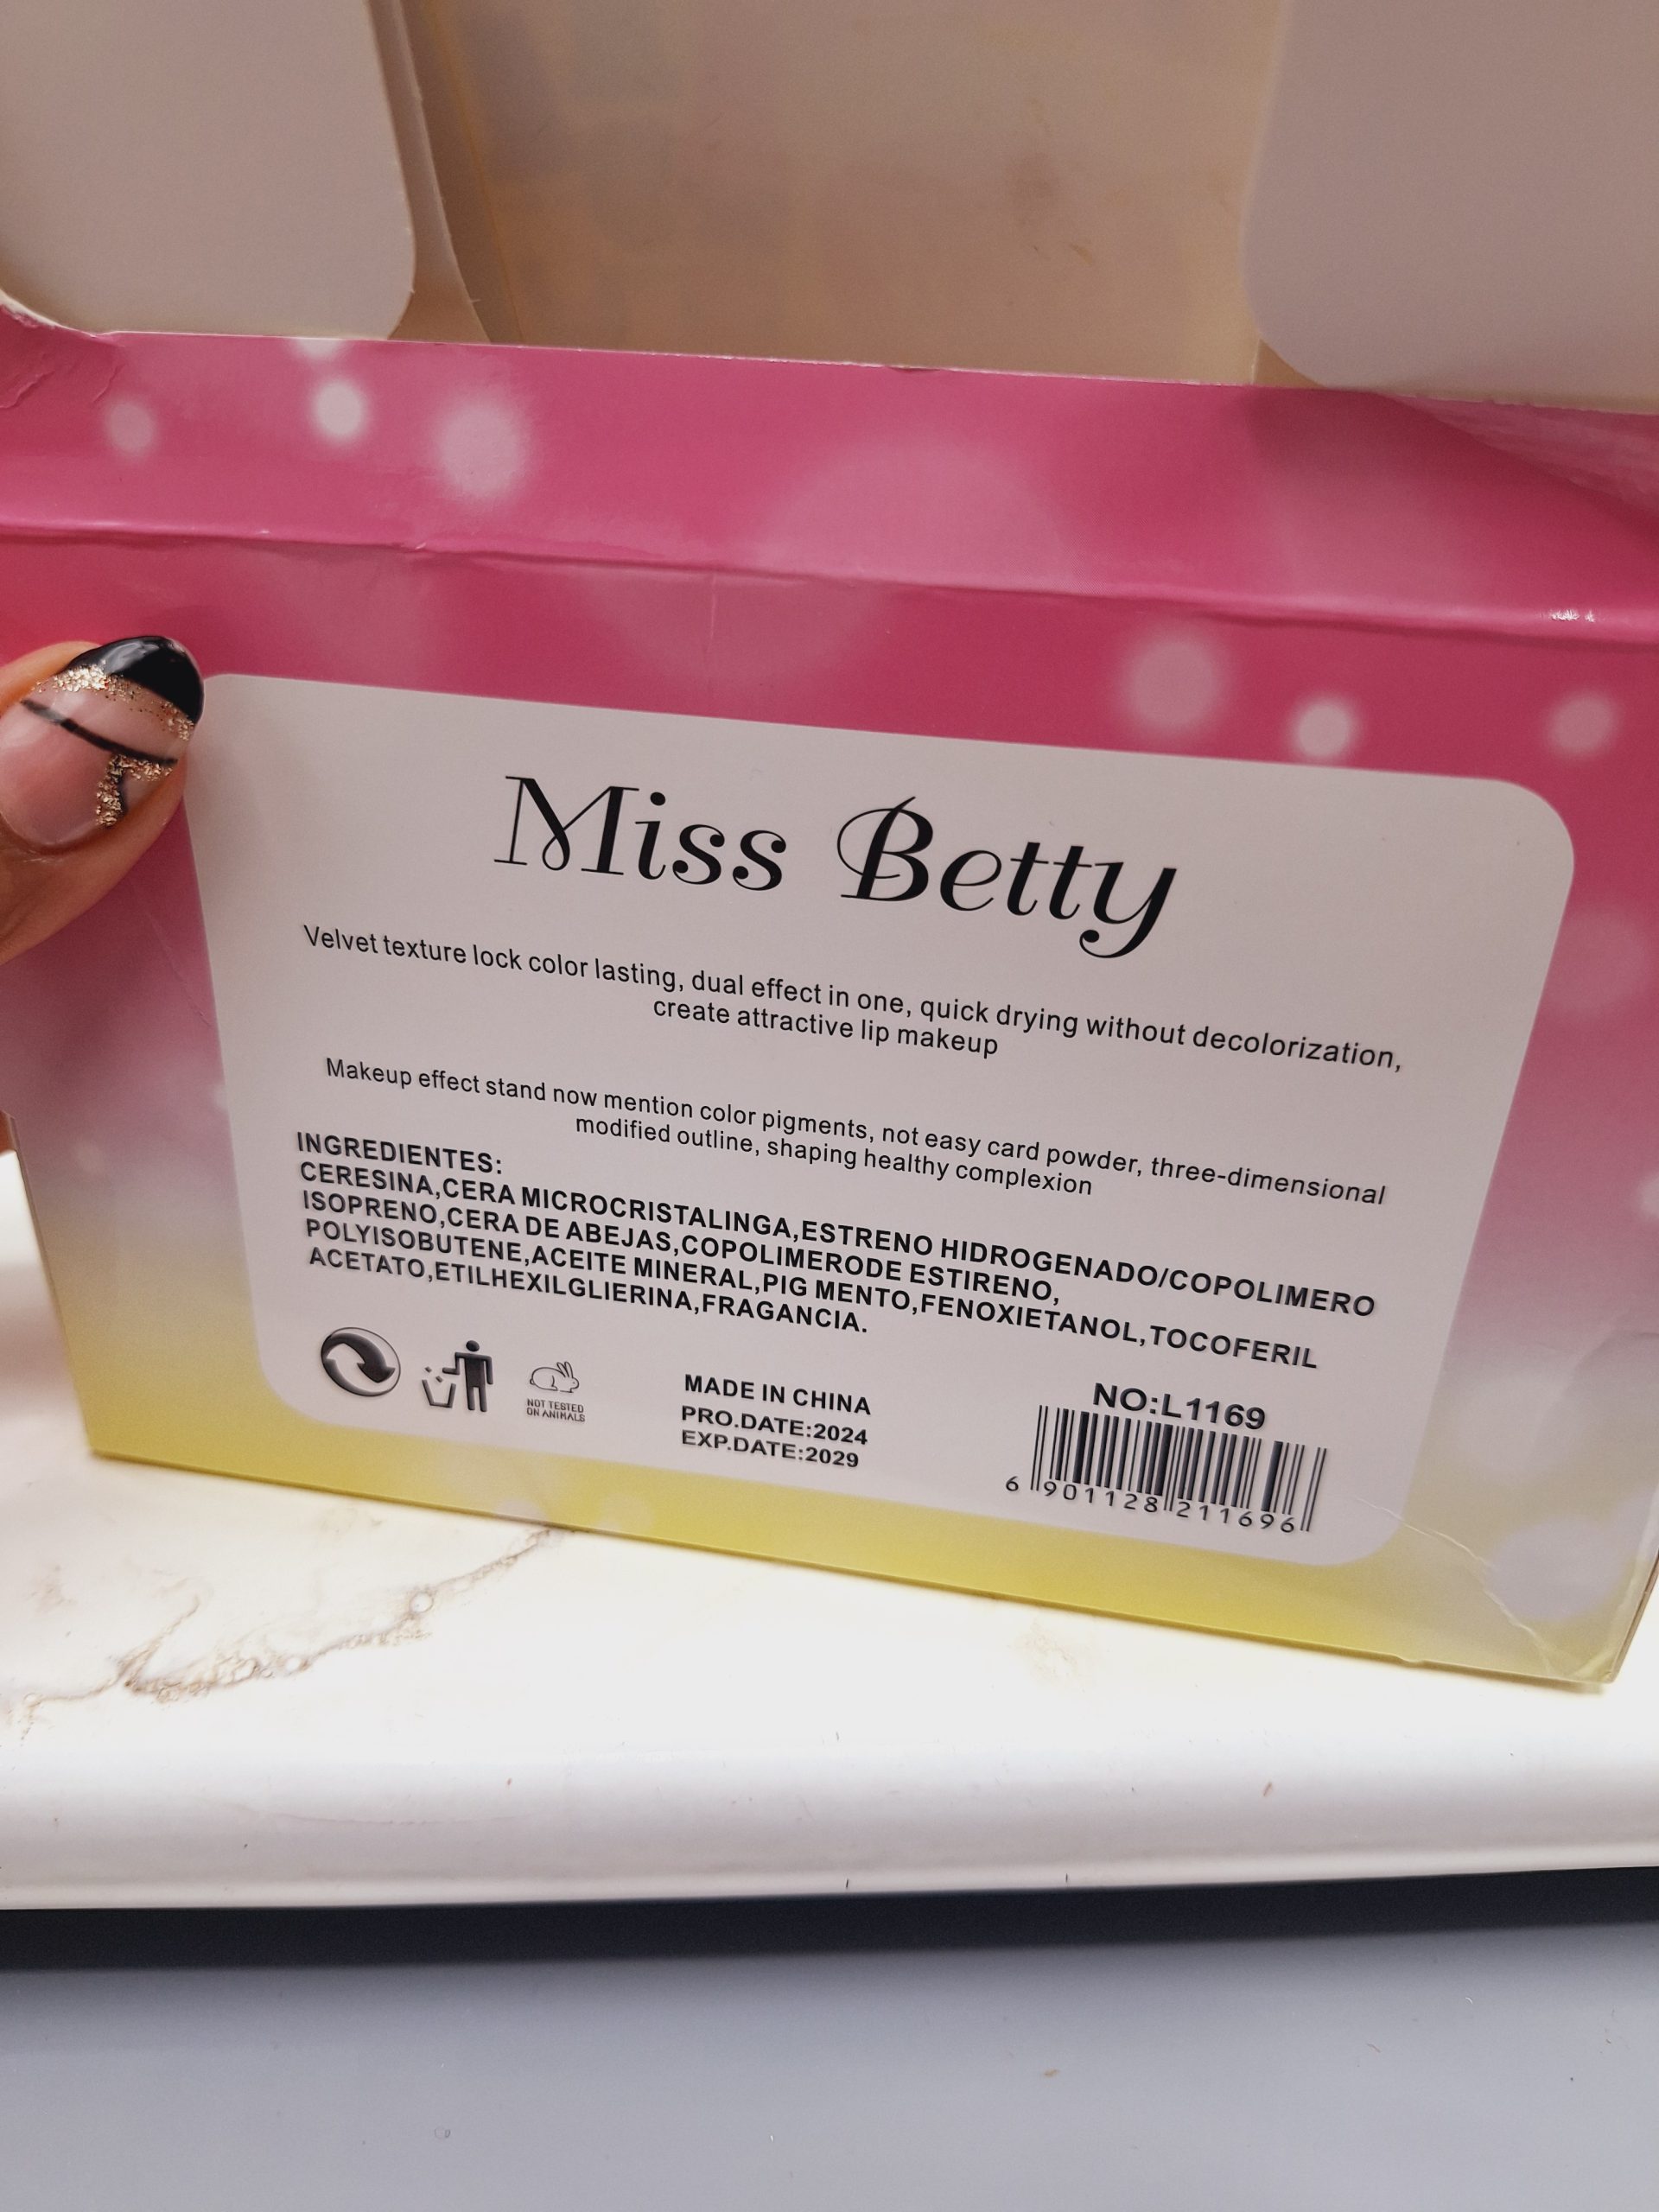 Miss Betty
Velvet texture lock color lasting, dual effect in one, quick drying without decolorization,
create attractive lip makeup
Makeup effect stand now mention color pigments, not easy card powder, three-dimensional
modified outline, shaping healthy complexion
INGREDIENTES:
CERESINA,CERA MICROCRISTALINGA,ESTRENO HIDROGENADO/COPOLIMERO
ISOPRENO,CERA DE ABEJAS,COPOLIMERODE ESTIRENO,
POLYISOBUTENE,ACEITE MINERAL,PIG MENTO,FENOXIETANOL,TOCOFERIL
ACETATO,ETILHEXILGLIERINA,FRAGANCIA.
NOT TESTED
ON ANIMALS
MADE IN CHINA
PRO.DATE:2024
EXP.DATE:2029
NO:L1169
6 901128 211696